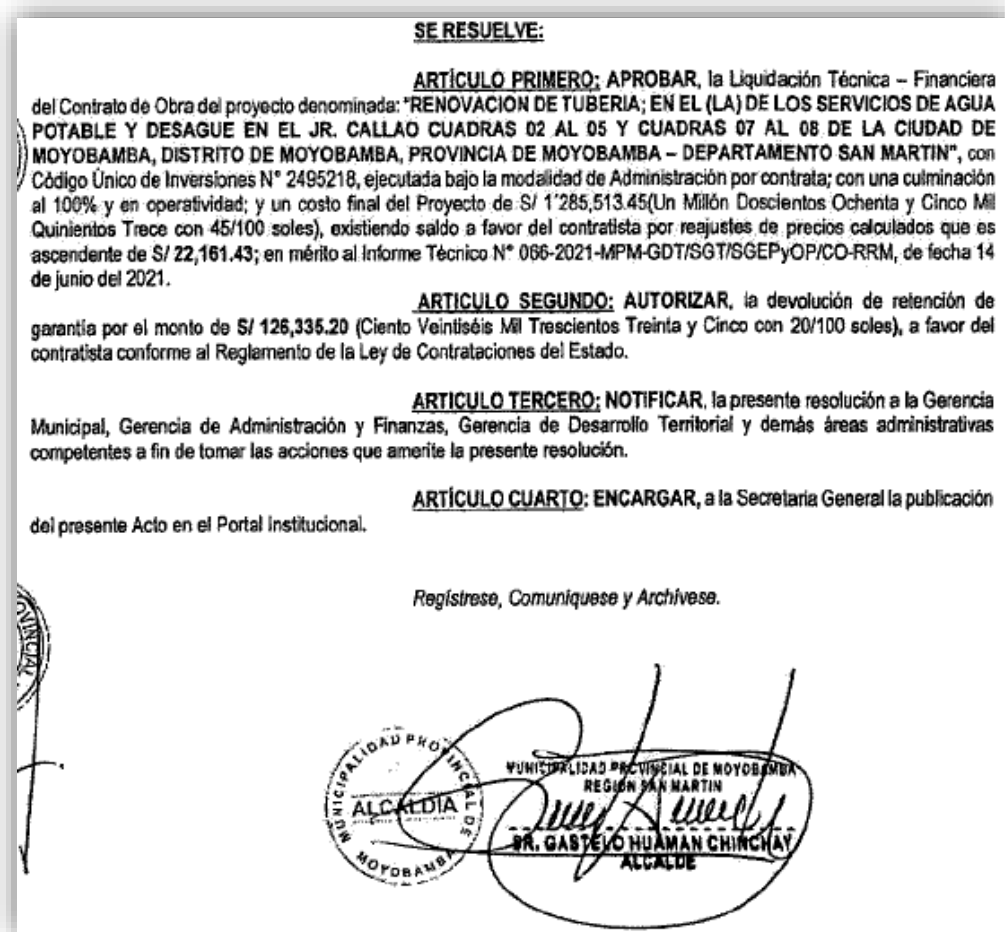 SE RESUELVE:
ARTÍCULO PRIMERO: APROBAR, la Liquidación Técnica – Financiera
del Contrato de Obra del proyecto denominada: "RENOVACION DE TUBERIA; EN EL (LA) DE LOS SERVICIOS DE AGUA
POTABLE Y DESAGUE EN EL JR. CALLAO CUADRAS 02 AL 05 Y CUADRAS 07 AL 08 DE LA CIUDAD DE
MOYOBAMBA, DISTRITO DE MOYOBAMBA, PROVINCIA DE MOYOBAMBA – DEPARTAMENTO SAN MARTIN", con
Código Único de Inversiones N° 2495218, ejecutada bajo la modalidad de Administración por contrata; con una culminación
al 100% y en operatividad; y un costo final del Proyecto de S/ 1'285,513.45(Un Millón Doscientos Ochenta y Cinco Mil
Quinientos Trece con 45/100 soles), existiendo saldo a favor del contratista por reajustes de precios calculados que es
ascendente de S/ 22,161.43; en mérito al Informe Técnico N° 066-2021-MPM-GDT/SGT/SGEPyOP/CO-RRM, de fecha 14
de junio del 2021.
ARTICULO SEGUNDO: AUTORIZAR, la devolución de retención de
garantía por el monto de S/ 126,335.20 (Ciento Veintiséis Mil Trescientos Treinta y Cinco con 20/100 soles), a favor del
contratista conforme al Reglamento de la Ley de Contrataciones del Estado.
ARTICULO TERCERO: NOTIFICAR, la presente resolución a la Gerencia
Municipal, Gerencia de Administración y Finanzas, Gerencia de Desarrollo Territorial y demás áreas administrativas
competentes a fin de tomar las acciones que amerite la presente resolución.
ARTÍCULO CUARTO: ENCARGAR, a la Secretaria General la publicación
del presente Acto en el Portal Institucional.
Regístrese, Comuníquese y Archívese.
OVINCIAL
MUNICIPALIDAD PROVINCIAL DE
ALCALDIA
MOYOBAMBA
MUNICIPALIDAD PROVINCIAL DE MOYOBAMBA
REGION SAN MARTIN
SR. GASTELO HUAMAN CHINCHAY
ALCALDE